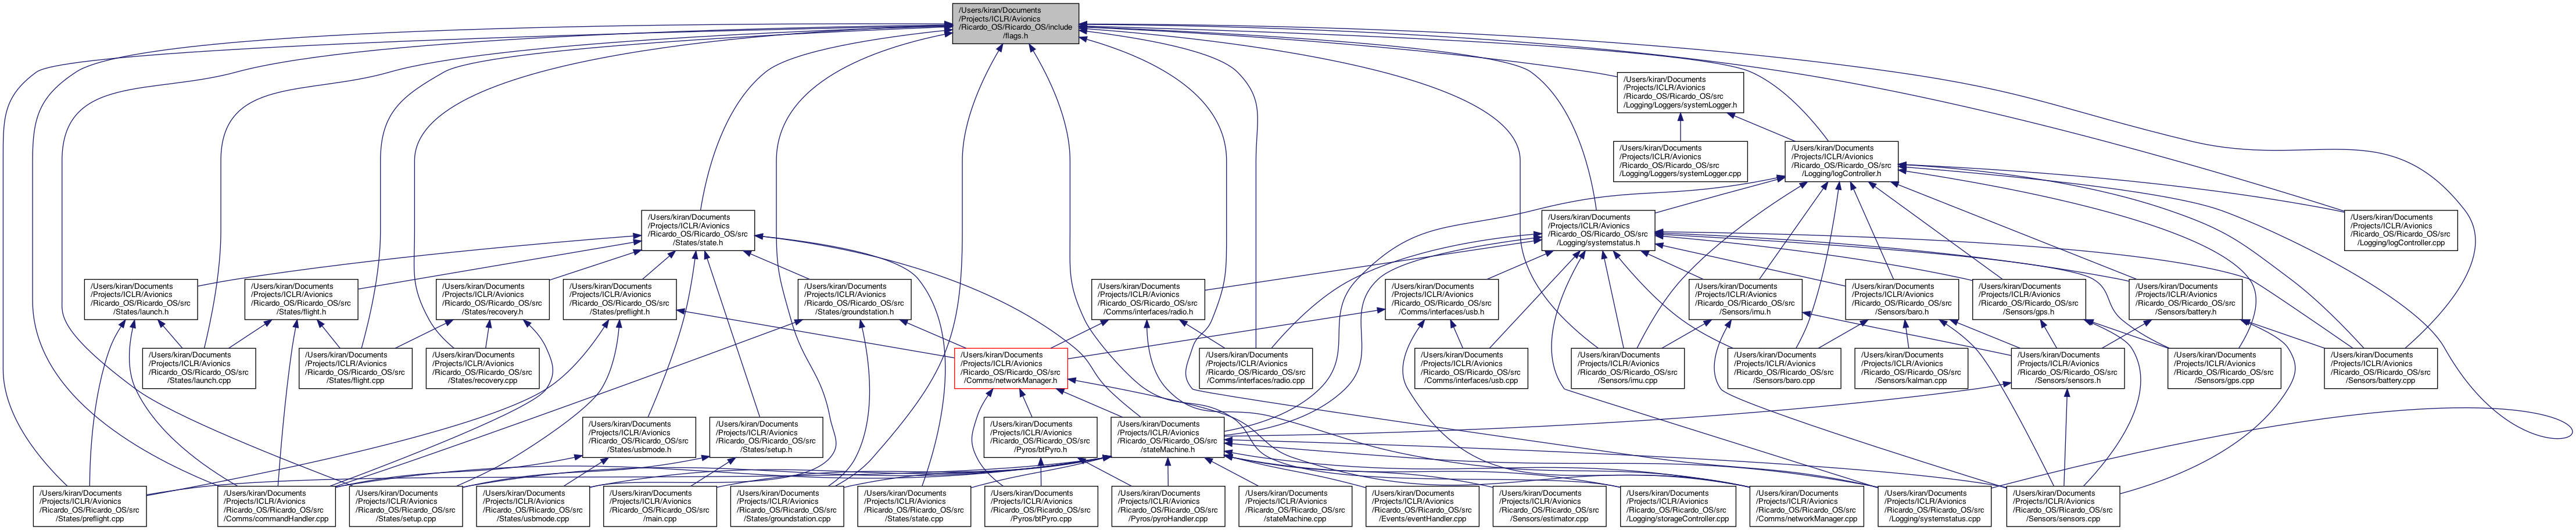 /Users/kiran/Documents
/Projects/ICLR/Avionics
/Ricardo_OS/Ricardo_OS/include
/flags.h
/Users/kiran/Documents
/Projects/ICLR/Avionics
/Ricardo_OS/Ricardo_OS/src
/Logging/Loggers/systemLogger.h
/Users/kiran/Documents
/Projects/ICLR/Avionics
/Ricardo_OS/Ricardo_OS/src
/Logging/Loggers/systemLogger.cpp
/Users/kiran/Documents
/Projects/ICLR/Avionics
/Ricardo_OS/Ricardo_OS/src
/Logging/logController.h
/Users/kiran/Documents
/Projects/ICLR/Avionics
/Ricardo_OS/Ricardo_OS/src
/States/state.h
/Users/kiran/Documents
/Projects/ICLR/Avionics
/Ricardo_OS/Ricardo_OS/src
/Logging/systemstatus.h
/Users/kiran/Documents
/Projects/ICLR/Avionics
/Ricardo_OS/Ricardo_OS/src
/Logging/logController.cpp
/Users/kiran/Documents
/Projects/ICLR/Avionics
/Ricardo_OS/Ricardo_OS/src
/States/launch.h
/Users/kiran/Documents
/Projects/ICLR/Avionics
/Ricardo_OS/Ricardo_OS/src
/States/flight.h
/Users/kiran/Documents
/Projects/ICLR/Avionics
/Ricardo_OS/Ricardo_OS/src
/States/recovery.h
/Users/kiran/Documents
/Projects/ICLR/Avionics
/Ricardo_OS/Ricardo_OS/src
/States/preflight.h
/Users/kiran/Documents
/Projects/ICLR/Avionics
/Ricardo_OS/Ricardo_OS/src
/States/groundstation.h
/Users/kiran/Documents
/Projects/ICLR/Avionics
/Ricardo_OS/Ricardo_OS/src
/Comms/interfaces/radio.h
/Users/kiran/Documents
/Projects/ICLR/Avionics
/Ricardo_OS/Ricardo_OS/src
/Comms/interfaces/usb.h
/Users/kiran/Documents
/Projects/ICLR/Avionics
/Ricardo_OS/Ricardo_OS/src
/Sensors/imu.h
/Users/kiran/Documents
/Projects/ICLR/Avionics
/Ricardo_OS/Ricardo_OS/src
/Sensors/baro.h
/Users/kiran/Documents
/Projects/ICLR/Avionics
/Ricardo_OS/Ricardo_OS/src
/Sensors/gps.h
/Users/kiran/Documents
/Projects/ICLR/Avionics
/Ricardo_OS/Ricardo_OS/src
/Sensors/battery.h
/Users/kiran/Documents
/Projects/ICLR/Avionics
/Ricardo_OS/Ricardo_OS/src
/States/launch.cpp
/Users/kiran/Documents
/Projects/ICLR/Avionics
/Ricardo_OS/Ricardo_OS/src
/States/flight.cpp
/Users/kiran/Documents
/Projects/ICLR/Avionics
/Ricardo_OS/Ricardo_OS/src
/States/recovery.cpp
/Users/kiran/Documents
/Projects/ICLR/Avionics
/Ricardo_OS/Ricardo_OS/src
/Comms/networkManager.h
/Users/kiran/Documents
/Projects/ICLR/Avionics
/Ricardo_OS/Ricardo_OS/src
/Comms/interfaces/radio.cpp
/Users/kiran/Documents
/Projects/ICLR/Avionics
/Ricardo_OS/Ricardo_OS/src
/Comms/interfaces/usb.cpp
/Users/kiran/Documents
/Projects/ICLR/Avionics
/Ricardo_OS/Ricardo_OS/src
/Sensors/imu.cpp
/Users/kiran/Documents
/Projects/ICLR/Avionics
/Ricardo_OS/Ricardo_OS/src
/Sensors/baro.cpp
/Users/kiran/Documents
/Projects/ICLR/Avionics
/Ricardo_OS/Ricardo_OS/src
/Sensors/kalman.cpp
/Users/kiran/Documents
/Projects/ICLR/Avionics
/Ricardo_OS/Ricardo_OS/src
/Sensors/sensors.h
/Users/kiran/Documents
/Projects/ICLR/Avionics
/Ricardo_OS/Ricardo_OS/src
/Sensors/gps.cpp
/Users/kiran/Documents
/Projects/ICLR/Avionics
/Ricardo_OS/Ricardo_OS/src
/Sensors/battery.cpp
/Users/kiran/Documents
/Projects/ICLR/Avionics
/Ricardo_OS/Ricardo_OS/src
/States/usbmode.h
/Users/kiran/Documents
/Projects/ICLR/Avionics
/Ricardo_OS/Ricardo_OS/src
/States/setup.h
/Users/kiran/Documents
/Projects/ICLR/Avionics
/Ricardo_OS/Ricardo_OS/src
/Pyros/btPyro.h
/Users/kiran/Documents
/Projects/ICLR/Avionics
/Ricardo_OS/Ricardo_OS/src
/stateMachine.h
/Users/kiran/Documents
/Projects/ICLR/Avionics
/Ricardo_OS/Ricardo_OS/src
/States/preflight.cpp
/Users/kiran/Documents
/Projects/ICLR/Avionics
/Ricardo_OS/Ricardo_OS/src
/Comms/commandHandler.cpp
/Users/kiran/Documents
/Projects/ICLR/Avionics
/Ricardo_OS/Ricardo_OS/src
/States/setup.cpp
/Users/kiran/Documents
/Projects/ICLR/Avionics
/Ricardo_OS/Ricardo_OS/src
/States/usbmode.cpp
/Users/kiran/Documents
/Projects/ICLR/Avionics
/Ricardo_OS/Ricardo_OS/src
/main.cpp
/Users/kiran/Documents
/Projects/ICLR/Avionics
/Ricardo_OS/Ricardo_OS/src
/States/groundstation.cpp
/Users/kiran/Documents
/Projects/ICLR/Avionics
/Ricardo_OS/Ricardo_OS/src
/States/state.cpp
/Users/kiran/Documents
/Projects/ICLR/Avionics
/Ricardo_OS/Ricardo_OS/src
/Pyros/btPyro.cpp
/Users/kiran/Documents
/Projects/ICLR/Avionics
/Ricardo_OS/Ricardo_OS/src
/Pyros/pyroHandler.cpp
/Users/kiran/Documents
/Projects/ICLR/Avionics
/Ricardo_OS/Ricardo_OS/src
/stateMachine.cpp
/Users/kiran/Documents
/Projects/ICLR/Avionics
/Ricardo_OS/Ricardo_OS/src
/Events/eventHandler.cpp
/Users/kiran/Documents
/Projects/ICLR/Avionics
/Ricardo_OS/Ricardo_OS/src
/Sensors/estimator.cpp
/Users/kiran/Documents
/Projects/ICLR/Avionics
/Ricardo_OS/Ricardo_OS/src
/Logging/storageController.cpp
/Users/kiran/Documents
/Projects/ICLR/Avionics
/Ricardo_OS/Ricardo_OS/src
/Comms/networkManager.cpp
/Users/kiran/Documents
/Projects/ICLR/Avionics
/Ricardo_OS/Ricardo_OS/src
/Logging/systemstatus.cpp
/Users/kiran/Documents
/Projects/ICLR/Avionics
/Ricardo_OS/Ricardo_OS/src
/Sensors/sensors.cpp